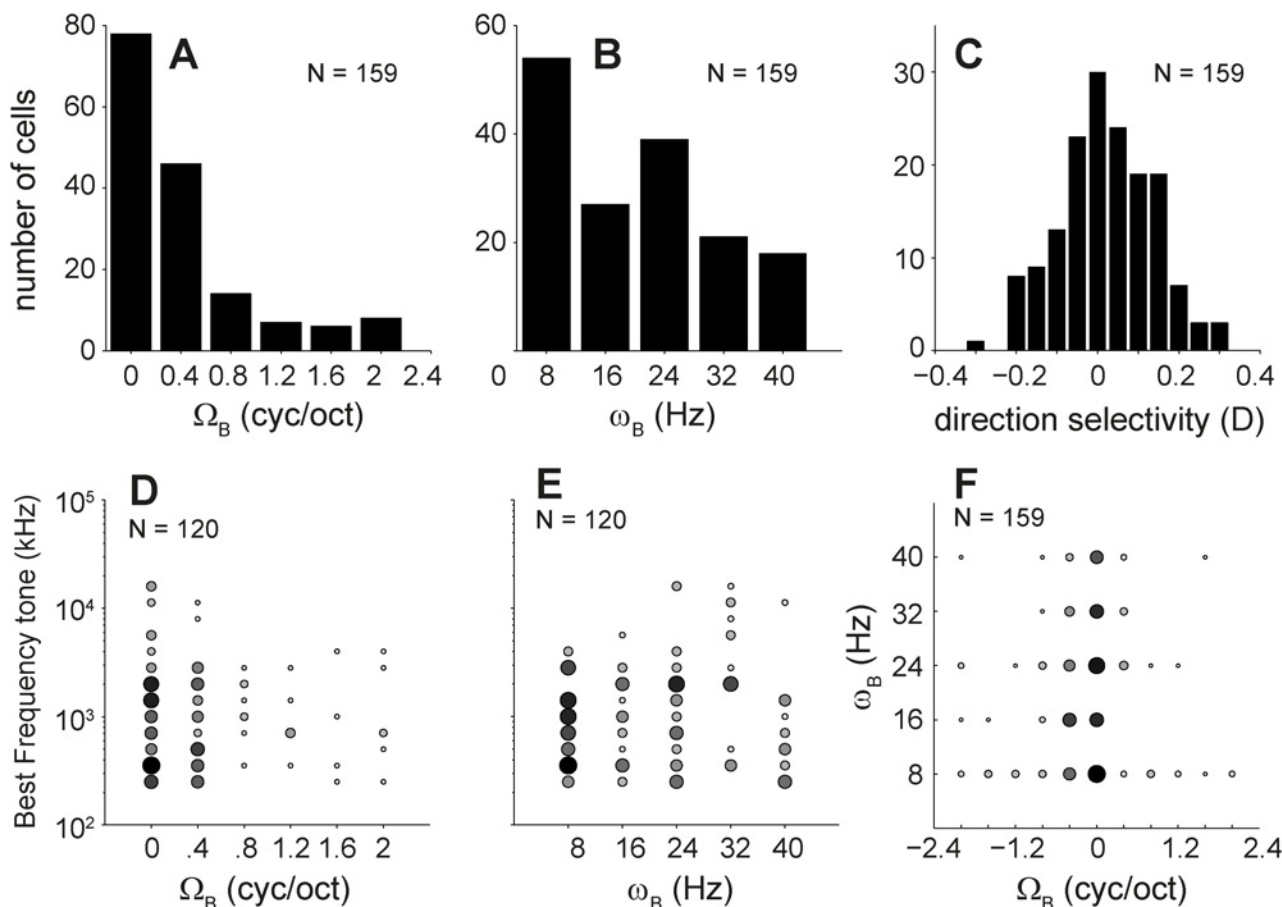 A
N = 159
80
60
40
20
0
number of cells
0 0.4 0.8 1.2 1.6 2 2.4
Ω_B (cyc/oct)
B
N = 159
60
40
20
0 8 16 24 32 40
ω_B (Hz)
C
N = 159
30
20
10
0
−0.4 −0.2 0 0.2 0.4
direction selectivity (D)
D
N = 120
10^5
10^4
10^3
10^2
Best Frequency tone (kHz)
0 .4 .8 1.2 1.6 2
Ω_B (cyc/oct)
E
N = 120
8 16 24 32 40
ω_B (Hz)
F
N = 159
40
32
24
16
8
ω_B (Hz)
−2.4 −1.2 0 1.2 2.4
Ω_B (cyc/oct)